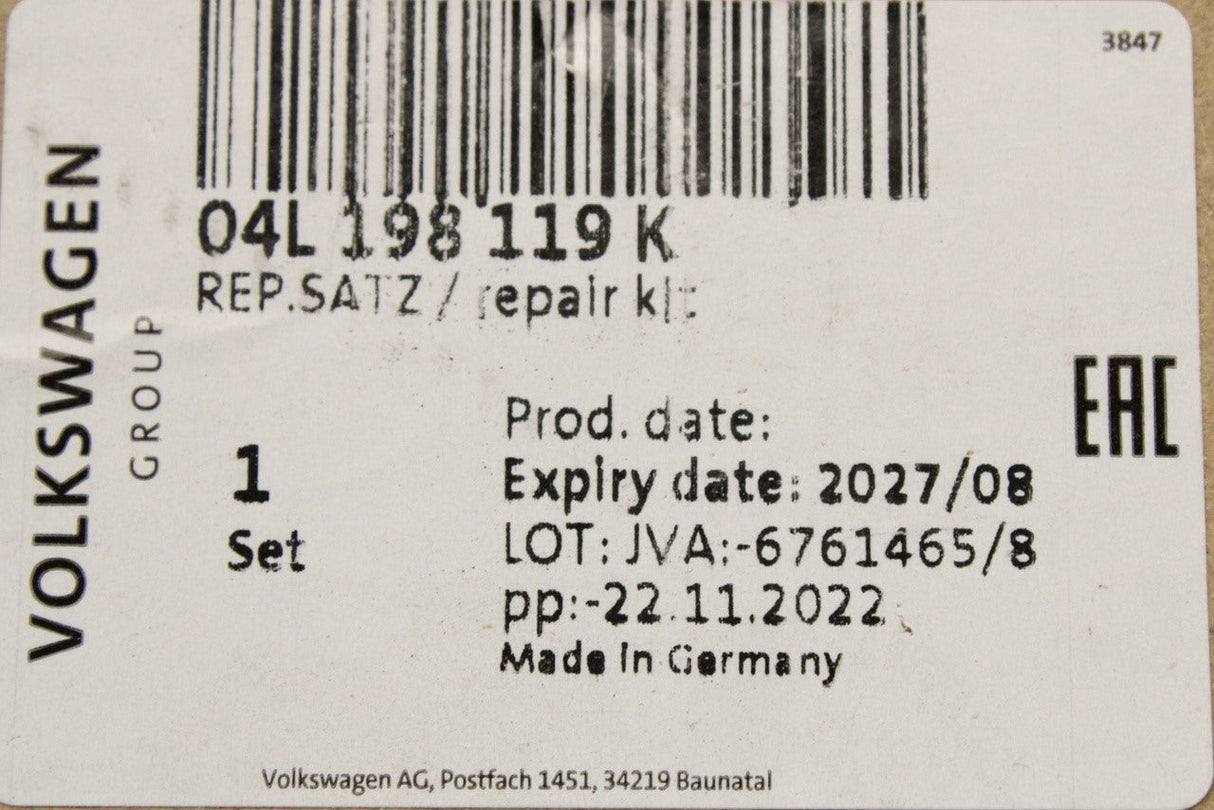 3847
VOLKSWAGEN
GROUP
04L 198 119 K
REP.SATZ / repair kit
1
Set
Prod. date:
Expiry date: 2027/08
LOT: JVA:-6761465/8
pp:-22.11.2022
Made in Germany
EAC
Volkswagen AG, Postfach 1451, 34219 Baunatal